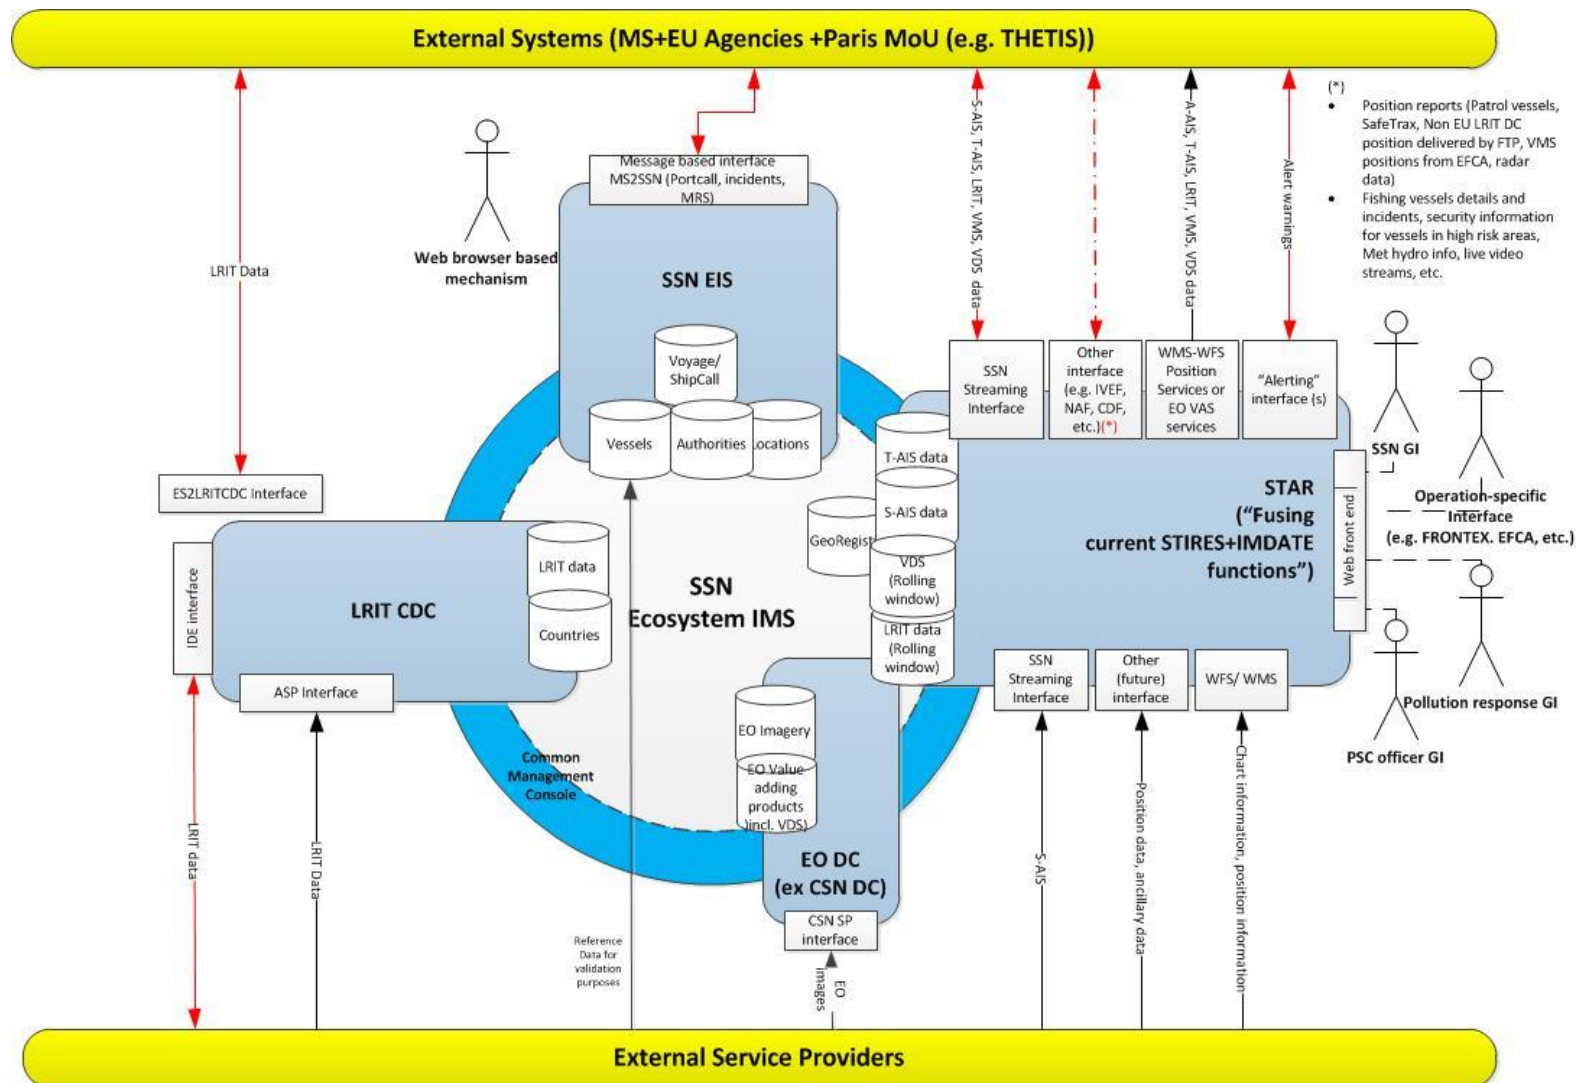 External Systems (MS+EU Agencies +Paris MoU (e.g. THETIS))
(*)
• Position reports (Patrol vessels,
SafeTrax, Non EU LRIT DC
position delivered by FTP, VMS
positions from EFCA, radar
data)
• Fishing vessels details and
incidents, security information
for vessels in high risk areas,
Met hydro info, live video
streams, etc.
LRIT Data
Web browser based
mechanism
Message based interface
MS2SSN (Portcall, incidents,
MRS)
SSN EIS
Voyage/
ShipCall
Vessels
Authorities
Locations
S-AIS, T-AIS, LRIT, VMS, VDS data
A-AIS, T-AIS, LRIT, VMS, VDS data
Alert warnings
SSN
Streaming
Interface
Other
interface
(e.g. IVEF,
NAF, CDF,
etc.)(*)
WMS-WFS
Position
Services or
EO VAS
services
"Alerting"
interface (s)
SSN GI
Operation-specific
Interface
(e.g. FRONTEX. EFCA, etc.)
Web front end
Pollution response GI
PSC officer GI
STAR
("Fusing
current STIRES+IMDATE
functions")
T-AIS data
S-AIS data
GeoRegist
VDS
(Rolling
window)
LRIT data
(Rolling
window)
ES2LRITCDC Interface
IDE interface
LRIT CDC
LRIT data
Countries
ASP Interface
SSN
Ecosystem IMS
Common
Management
Console
EO Imagery
EO Value
adding
products
)incl. VDS)
EO DC
(ex CSN DC)
CSN SP
interface
SSN
Streaming
Interface
Other
(future)
interface
WFS/ WMS
LRIT data
LRIT Data
Reference
Data for
validation
purposes
EO
images
S-AIS
Position data, ancillary data
Chart information, position information
External Service Providers